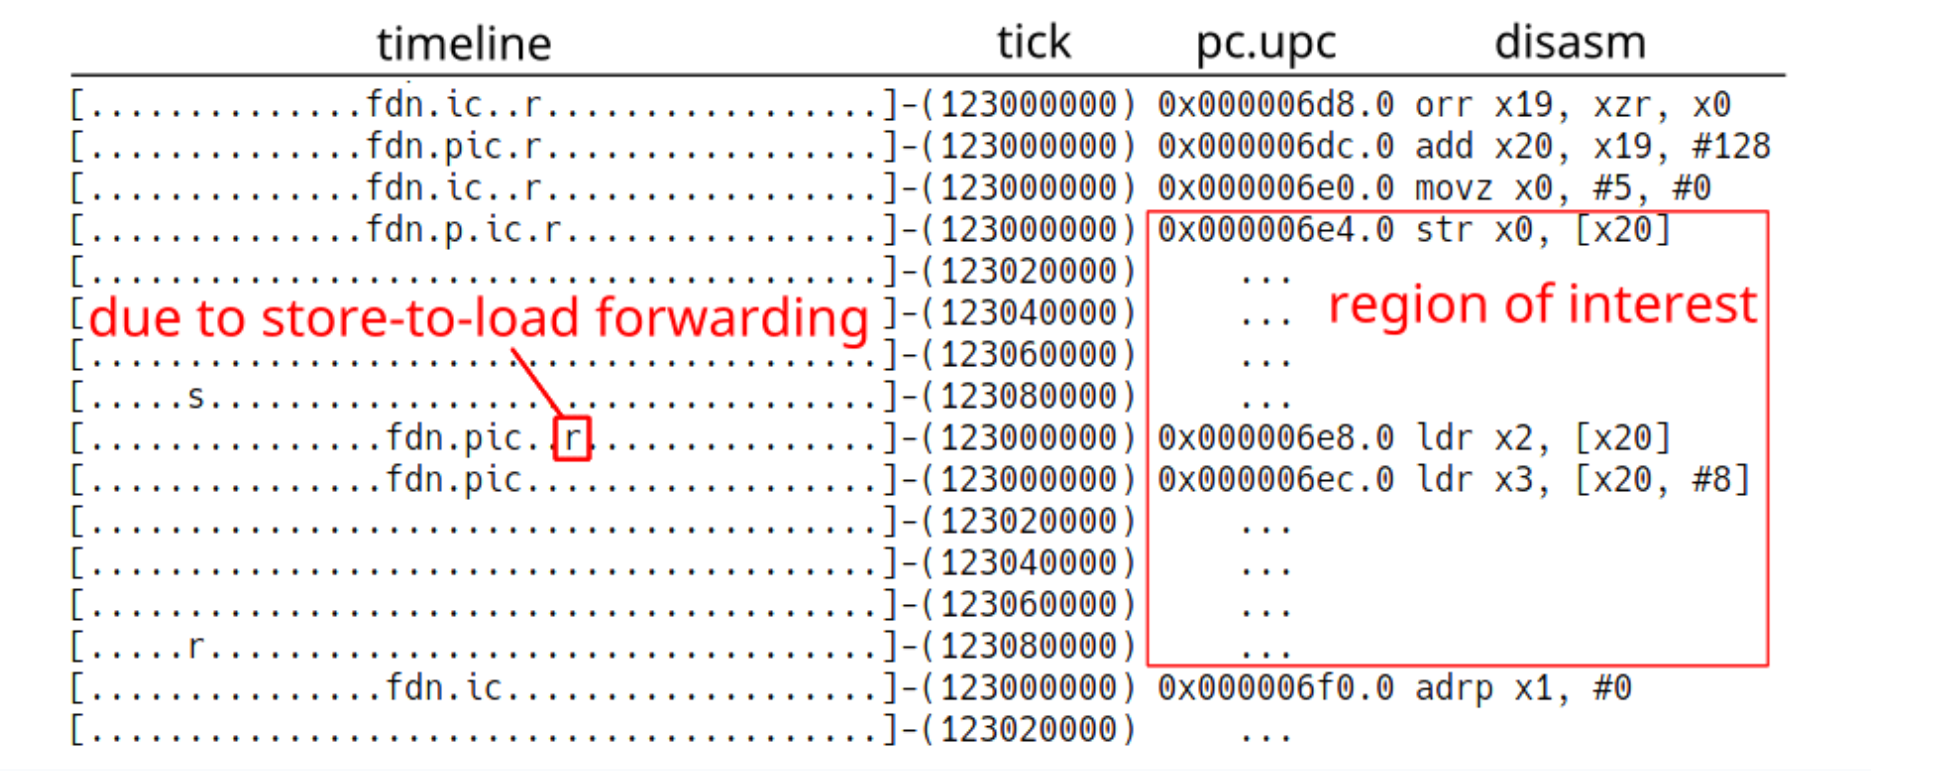 timeline tick pc.upc disasm
[..............fdn.ic..r.................]-(123000000) 0x000006d8.0 orr x19, xzr, x0
[..............fdn.pic.r.................]-(123000000) 0x000006dc.0 add x20, x19, #128
[..............fdn.ic..r.................]-(123000000) 0x000006e0.0 movz x0, #5, #0
[..............fdn.p.ic.r................]-(123000000) 0x000006e4.0 str x0, [x20]
[........................................]-(123020000) ...
[due to store-to-load forwarding ]-(123040000) ... region of interest
[........................................]-(123060000) ...
[.....s..................................]-(123080000) ...
[...............fdn.pic..r...............]-(123000000) 0x000006e8.0 ldr x2, [x20]
[...............fdn.pic..................]-(123000000) 0x000006ec.0 ldr x3, [x20, #8]
[........................................]-(123020000) ...
[........................................]-(123040000) ...
[........................................]-(123060000) ...
[.....r..................................]-(123080000) ...
[...............fdn.ic...................]-(123000000) 0x000006f0.0 adrp x1, #0
[........................................]-(123020000) ...